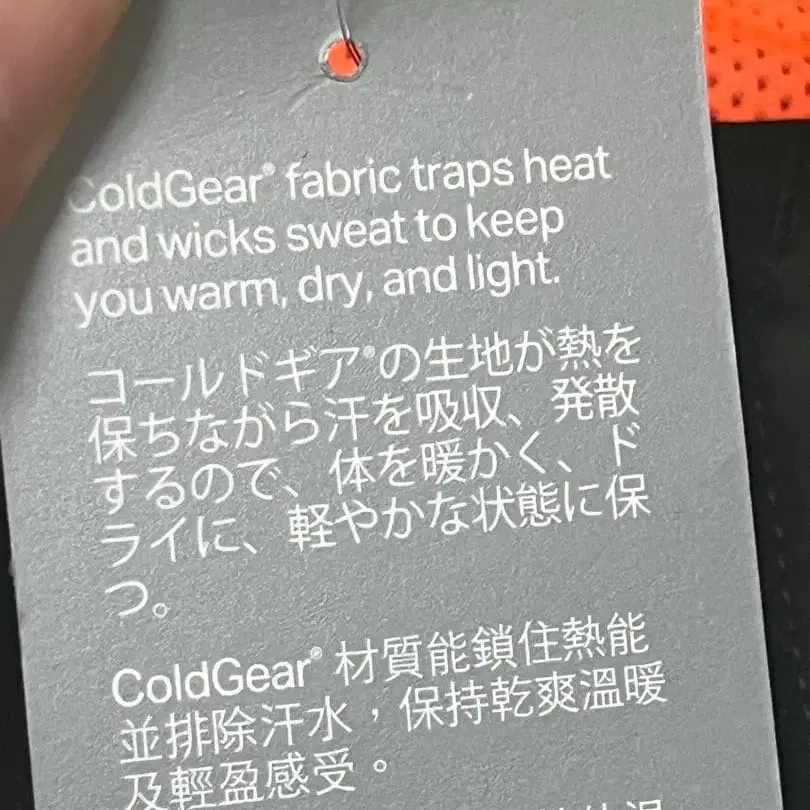 ColdGear® fabric traps heat
and wicks sweat to keep
you warm, dry, and light.
コールドギア®の生地が熱を
保ちながら汗を吸収、発散
するので、体を暖かく、ド
ライに、軽やかな状態に保
つ。
ColdGear® 材質能鎖住熱能
並排除汗水，保持乾爽溫暖
及輕盈感受。